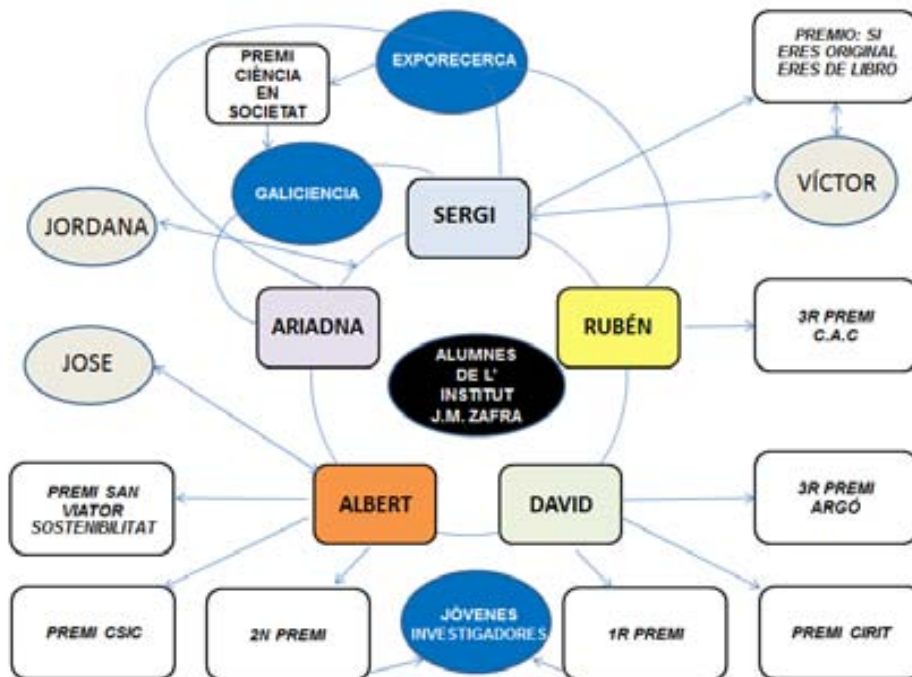 EXPORECERCA
PREMI
CIÈNCIA
EN
SOCIETAT
PREMIO: SI
ERES ORIGINAL
ERES DE LIBRO
GALICIENCIA
VÍCTOR
SERGI
JORDANA
ARIADNA
RUBÉN
3R PREMI
C.A.C
JOSE
ALUMNES
DE L'
INSTITUT
J.M. ZAFRA
PREMI SAN
VIATOR
SOSTENIBILITAT
ALBERT
DAVID
3R PREMI
ARGÓ
PREMI CSIC
2N PREMI
JÒVENES
INVESTIGADORES
1R PREMI
PREMI CIRIT